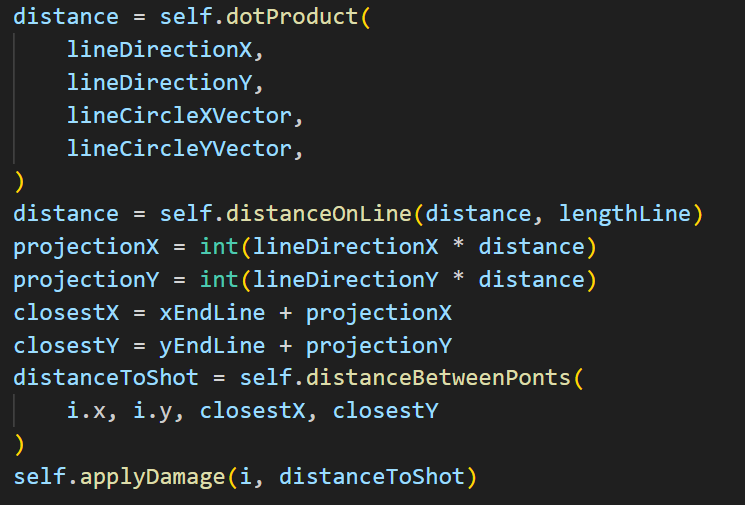 distance = self.dotProduct(
    lineDirectionX,
    lineDirectionY,
    lineCircleXVector,
    lineCircleYVector,
)
distance = self.distanceOnLine(distance, lengthLine)
projectionX = int(lineDirectionX * distance)
projectionY = int(lineDirectionY * distance)
closestX = xEndLine + projectionX
closestY = yEndLine + projectionY
distanceToShot = self.distanceBetweenPonts(
    i.x, i.y, closestX, closestY
)
self.applyDamage(i, distanceToShot)